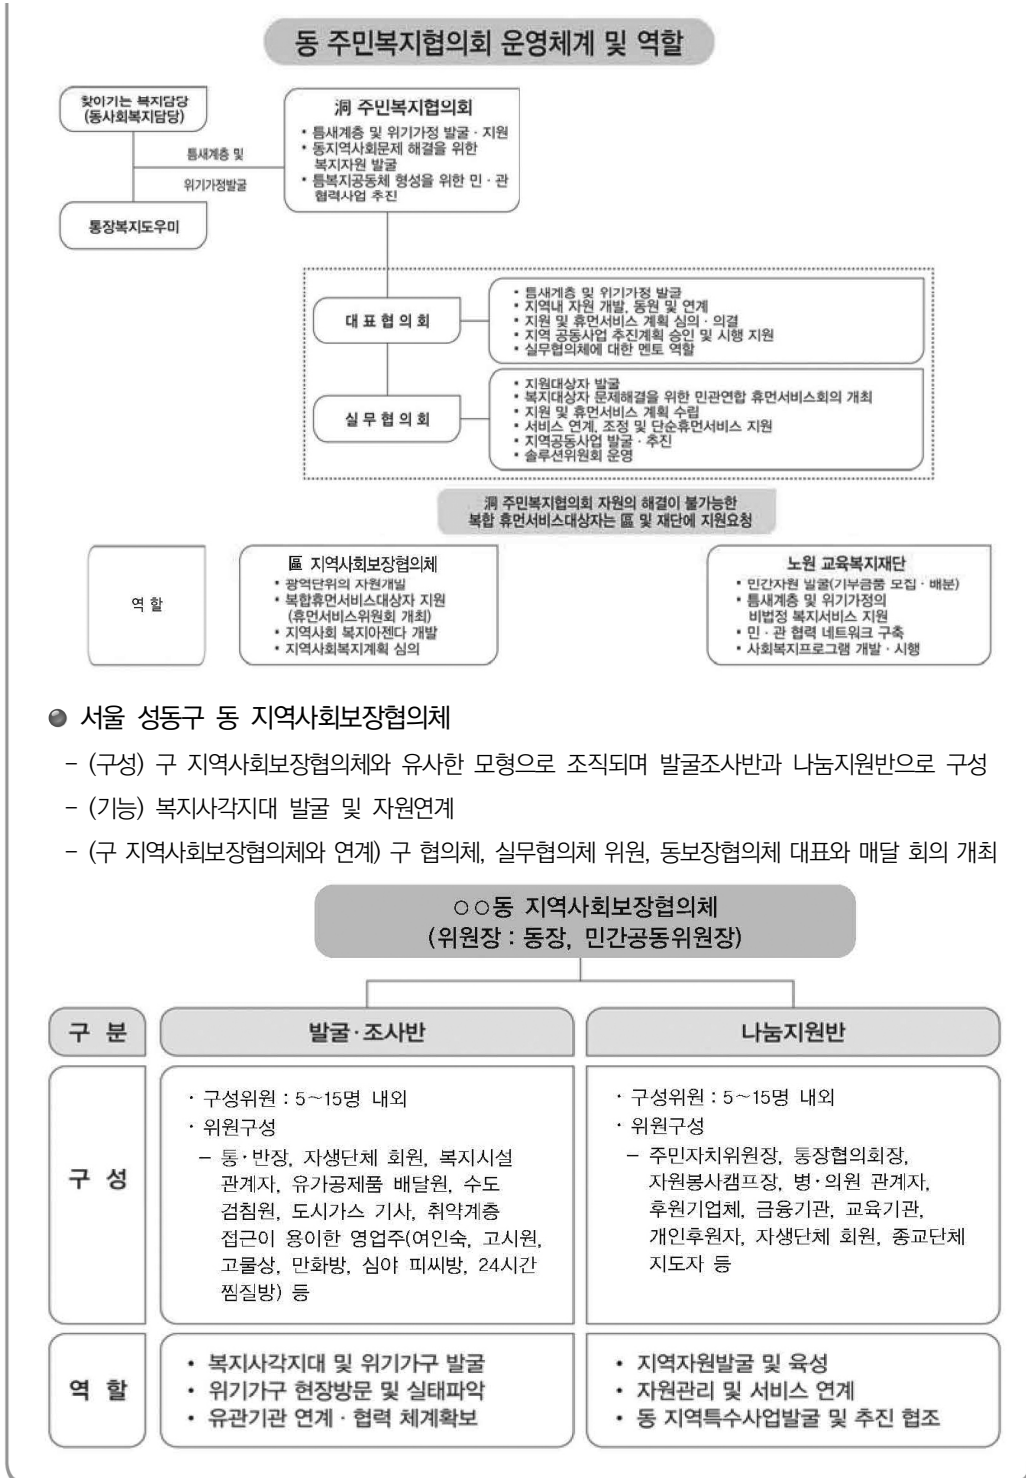 동 주민복지협의회 운영체계 및 역할
찾아가는 복지담당
(동사회복지담당)
틈새계층 및
위기가정발굴
통장복지도우미
洞 주민복지협의회
• 틈새계층 및 위기가정 발굴 · 지원
• 동지역사회문제 해결을 위한
복지자원 발굴
• 틈복지공동체 형성을 위한 민 · 관
협력사업 추진
대표협의회
• 틈새계층 및 위기가정 발굴
• 지역내 자원 개발, 동원 및 연계
• 지원 및 휴먼서비스 계획 심의 · 의결
• 지역 공동사업 추진계획 승인 및 시행 지원
• 실무협의체에 대한 멘토 역할
실무협의회
• 지원대상자 발굴
• 복지대상자 문제해결을 위한 민관연합 휴먼서비스회의 개최
• 지원 및 휴먼서비스 계획 수립
• 서비스 연계, 조정 및 단순휴먼서비스 지원
• 지역공동사업 발굴 · 추진
• 솔루션위원회 운영
洞 주민복지협의회 자원의 해결이 불가능한
복합 휴먼서비스대상자는 區 및 재단에 지원요청
역 할
區 지역사회보장협의체
• 광역단위의 자원개발
• 복합휴먼서비스대상자 지원
(휴먼서비스위원회 개최)
• 지역사회 복지아젠다 개발
• 지역사회복지계획 심의
노원 교육복지재단
• 민간자원 발굴(기부금품 모집 · 배분)
• 틈새계층 및 위기가정의
비법정 복지서비스 지원
• 민 · 관 협력 네트워크 구축
• 사회복지프로그램 개발 · 시행
서울 성동구 동 지역사회보장협의체
- (구성) 구 지역사회보장협의체와 유사한 모형으로 조직되며 발굴조사반과 나눔지원반으로 구성
- (기능) 복지사각지대 발굴 및 자원연계
- (구 지역사회보장협의체와 연계) 구 협의체, 실무협의체 위원, 동보장협의체 대표와 매달 회의 개최
○○동 지역사회보장협의체
(위원장 : 동장, 민간공동위원장)
구 분
발굴·조사반
나눔지원반
구 성
· 구성위원 : 5~15명 내외
· 위원구성
- 통·반장, 자생단체 회원, 복지시설
관계자, 유가공제품 배달원, 수도
검침원, 도시가스 기사, 취약계층
접근이 용이한 영업주(여인숙, 고시원,
고물상, 만화방, 심야 피씨방, 24시간
찜질방) 등
· 구성위원 : 5~15명 내외
· 위원구성
- 주민자치위원장, 통장협의회장,
자원봉사캠프장, 병·의원 관계자,
후원기업체, 금융기관, 교육기관,
개인후원자, 자생단체 회원, 종교단체
지도자 등
역 할
• 복지사각지대 및 위기가구 발굴
• 위기가구 현장방문 및 실태파악
• 유관기관 연계 · 협력 체계확보
• 지역자원발굴 및 육성
• 자원관리 및 서비스 연계
• 동 지역특수사업발굴 및 추진 협조